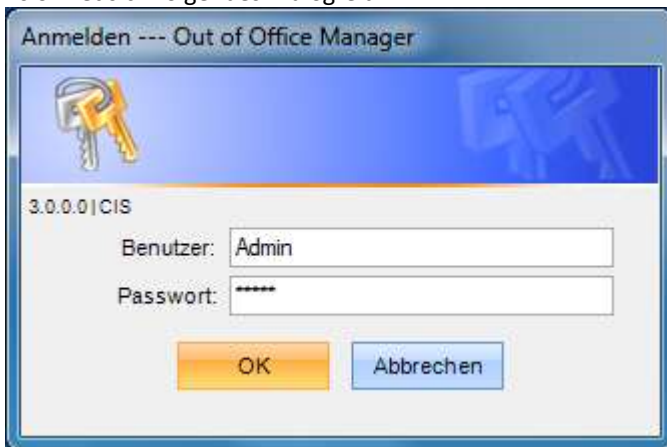 Anmelden --- Out of Office Manager
3.0.0.0 | CIS
Benutzer: Admin
Passwort: *****
OK Abbrechen